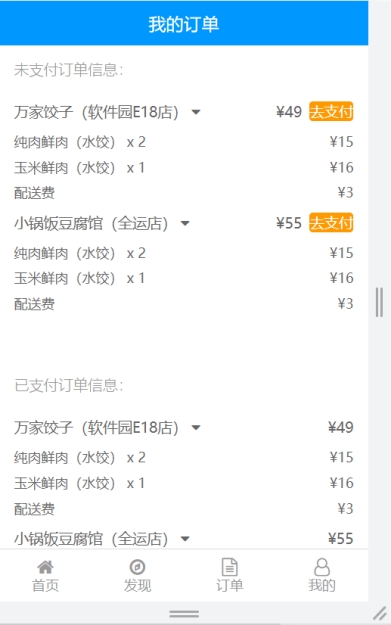 我的订单
未支付订单信息：
万家饺子（软件园E18店） ¥49 去支付
纯肉鲜肉（水饺） x 2 ¥15
玉米鲜肉（水饺） x 1 ¥16
配送费 ¥3
小锅饭豆腐馆（全运店） ¥55 去支付
纯肉鲜肉（水饺） x 2 ¥15
玉米鲜肉（水饺） x 1 ¥16
配送费 ¥3
已支付订单信息：
万家饺子（软件园E18店） ¥49
纯肉鲜肉（水饺） x 2 ¥15
玉米鲜肉（水饺） x 1 ¥16
配送费 ¥3
小锅饭豆腐馆（全运店） ¥55
首页 发现 订单 我的